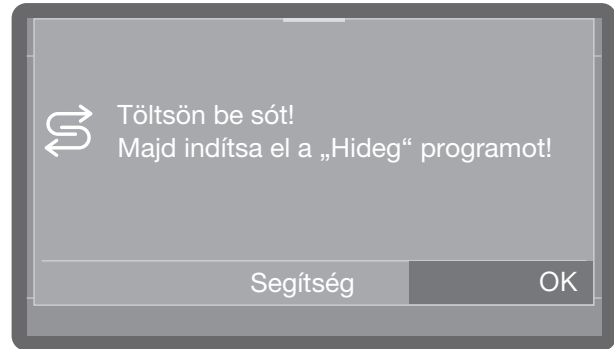 Töltsön be sót!
Majd indítsa el a „Hideg“ programot!
Segítség OK